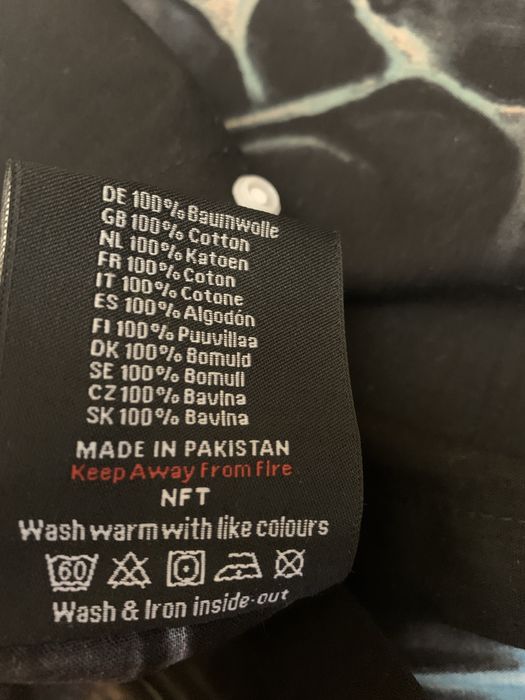 DE 100% Baumwolle
GB 100% Cotton
NL 100% Katoen
FR 100% Coton
IT 100% Cotone
ES 100% Algodón
FI 100% Puuvillaa
DK 100% Bomuld
SE 100% Bomull
CZ 100% Bavlna
SK 100% Bavlna
MADE IN PAKISTAN
Keep Away From Fire
NFT
Wash warm with like colours
60
Wash & Iron inside-out